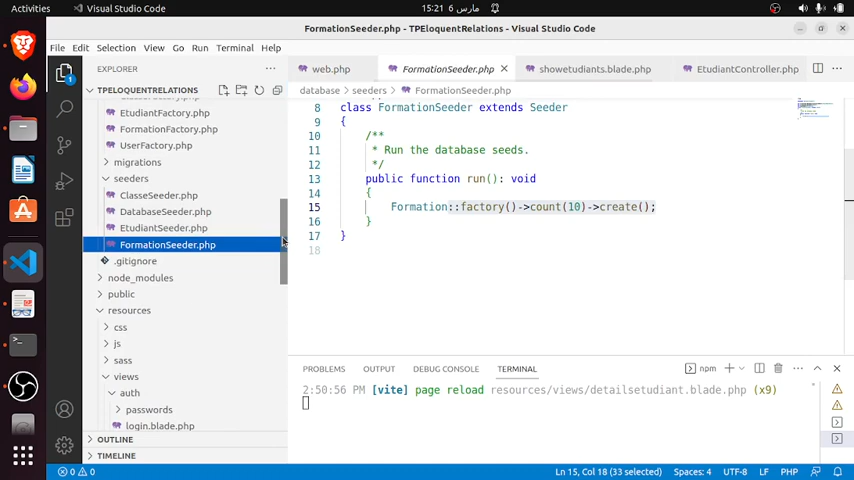 Activities
Visual Studio Code
15:21 مارس 6
FormationSeeder.php - TPEloquentRelations - Visual Studio Code
File Edit Selection View Go Run Terminal Help
EXPLORER
web.php
FormationSeeder.php
showetudiants.blade.php
EtudiantController.php
TPELOQUENTRELATIONS
database > seeders > FormationSeeder.php
EtudiantFactory.php
FormationFactory.php
UserFactory.php
migrations
seeders
ClasseSeeder.php
DatabaseSeeder.php
EtudiantSeeder.php
FormationSeeder.php
.gitignore
node_modules
public
resources
css
js
sass
views
auth
passwords
login.blade.php
OUTLINE
TIMELINE
8 class FormationSeeder extends Seeder
9 {
10 /**
11 * Run the database seeds.
12 */
13 public function run(): void
14 {
15 Formation::factory()->count(10)->create();
16 }
17 }
18
PROBLEMS OUTPUT DEBUG CONSOLE TERMINAL
npm
2:50:56 PM [vite] page reload resources/views/detailsetudiant.blade.php (x9)
0 0
Ln 15, Col 18 (33 selected) Spaces: 4 UTF-8 LF PHP